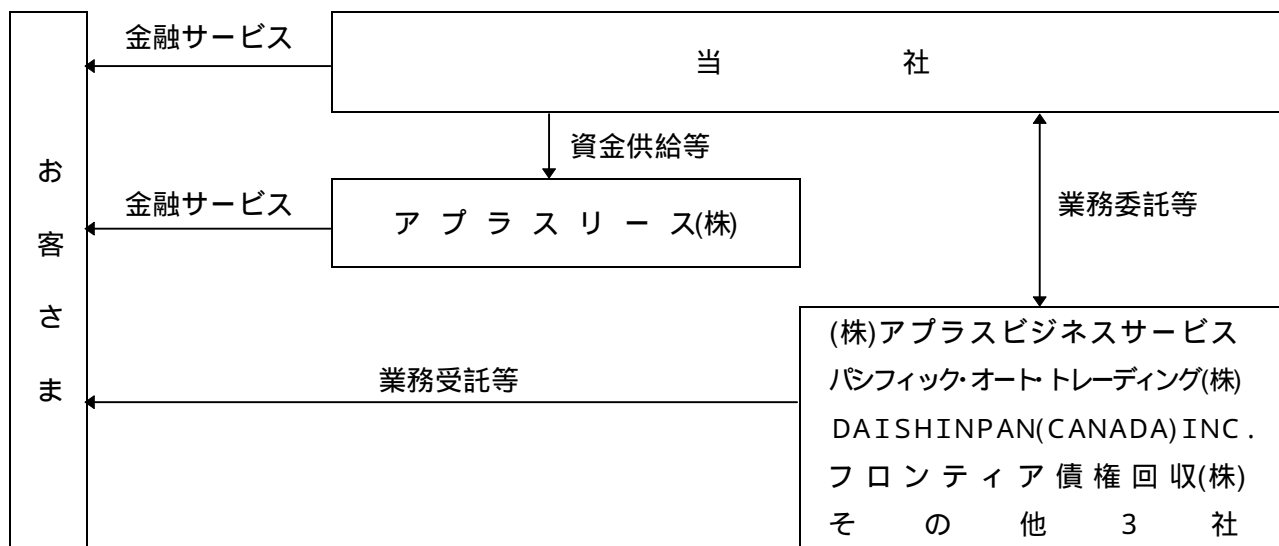 金融サービス
当社
資金供給等
お客さま
金融サービス
アプラスリース(株)
業務委託等
(株)アプラスビジネスサービス
業務受託等
パシフィック・オート・トレーディング(株)
DAISHINPAN(CANADA)INC.
フロンティア債権回収(株)
その他3社